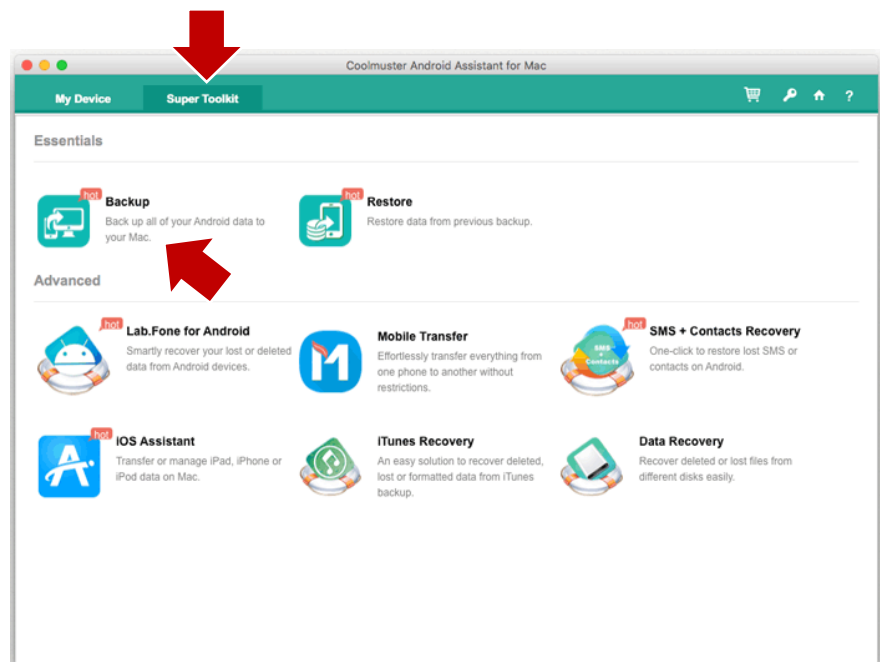 Coolmuster Android Assistant for Mac
My Device
Super Toolkit
?
Essentials
hot
Backup
Back up all of your Android data to
your Mac.
hot
Restore
Restore data from previous backup.
Advanced
hot
Lab.Fone for Android
Smartly recover your lost or deleted
data from Android devices.
Mobile Transfer
Effortlessly transfer everything from
one phone to another without
restrictions.
hot
SMS
+
Contacts
SMS + Contacts Recovery
One-click to restore lost SMS or
contacts on Android.
hot
iOS Assistant
Transfer or manage iPad, iPhone or
iPod data on Mac.
iTunes Recovery
An easy solution to recover deleted,
lost or formatted data from iTunes
backup.
Data Recovery
Recover deleted or lost files from
different disks easily.